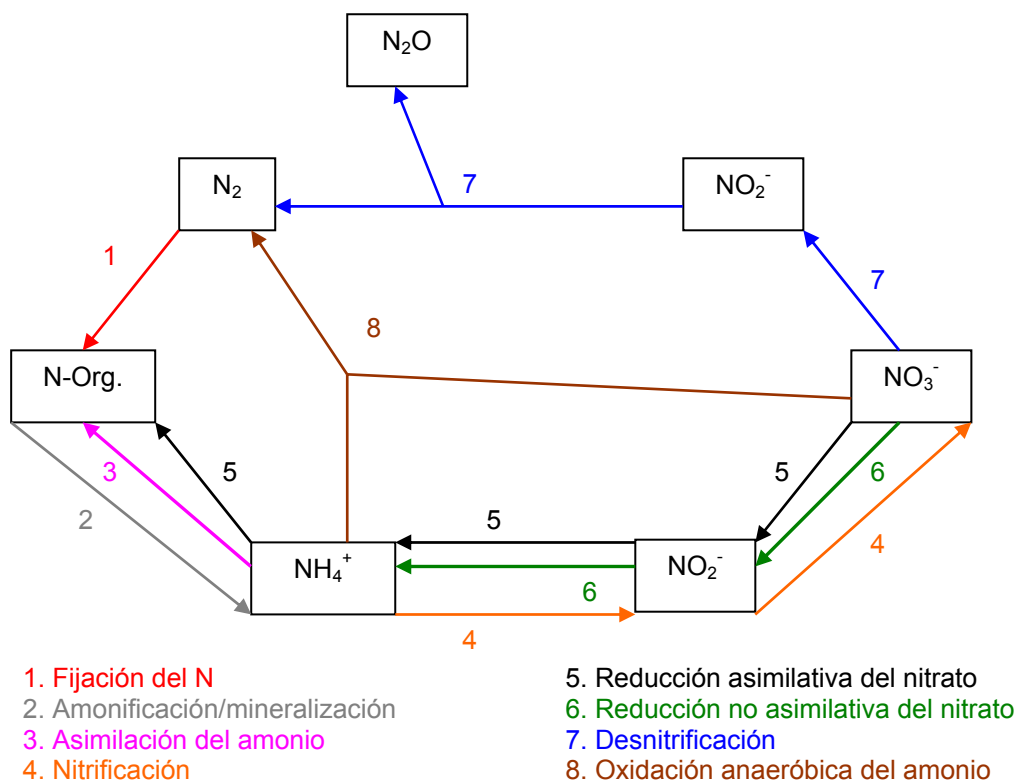 N₂O
N₂
7
NO₂⁻
1
7
8
N-Org.
NO₃⁻
3
5
5
6
2
5
4
NH₄⁺
NO₂⁻
6
4
1. Fijación del N
2. Amonificación/mineralización
3. Asimilación del amonio
4. Nitrificación
5. Reducción asimilativa del nitrato
6. Reducción no asimilativa del nitrato
7. Desnitrificación
8. Oxidación anaeróbica del amonio